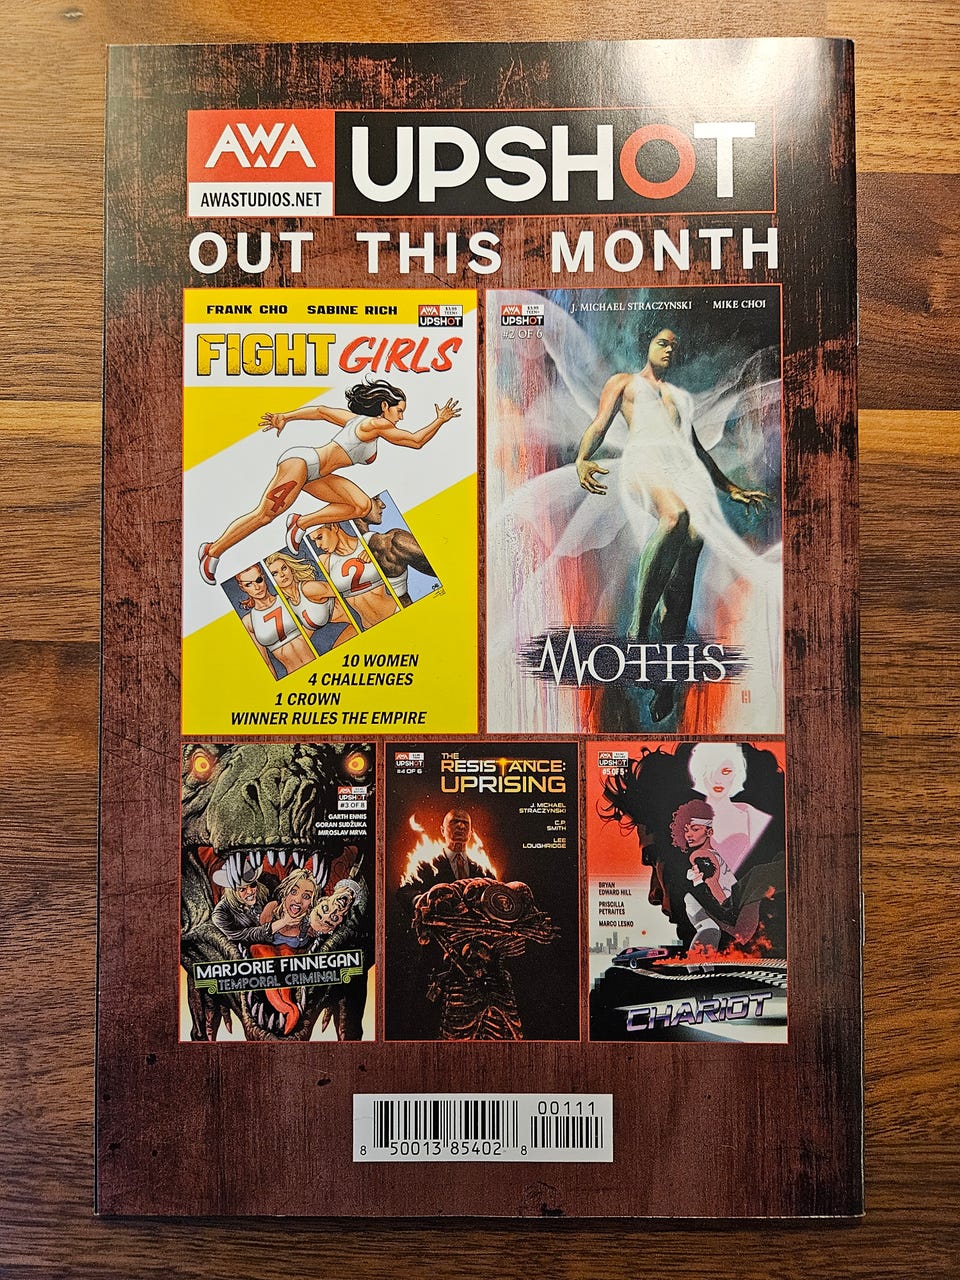 AWA
AWASTUDIOS.NET
UPSHOT
OUT THIS MONTH
FRANK CHO SABINE RICH
AWA
UPSHOT
FIGHT GIRLS
4
7
1
2
10 WOMEN
4 CHALLENGES
1 CROWN
WINNER RULES THE EMPIRE
AWA
UPSHOT
#2 OF 6
J. MICHAEL STRACZYNSKI MIKE CHOI
MOTHS
AWA
UPSHOT
#3 OF 8
GARTH ENNIS
GORAN SUDŽUKA
MIROSLAV MRVA
MARJORIE FINNEGAN
TEMPORAL CRIMINAL
AWA
UPSHOT
#4 OF 6
THE
RESISTANCE:
UPRISING
J. MICHAEL
STRACZYNSKI
C.P.
SMITH
LEE
LOUGHRIDGE
AWA
UPSHOT
#5 OF 5
BRYAN
EDWARD HILL
PRISCILLA
PETRAITES
MARCO LESKO
CHARIOT
00111
8 50013 85402 8